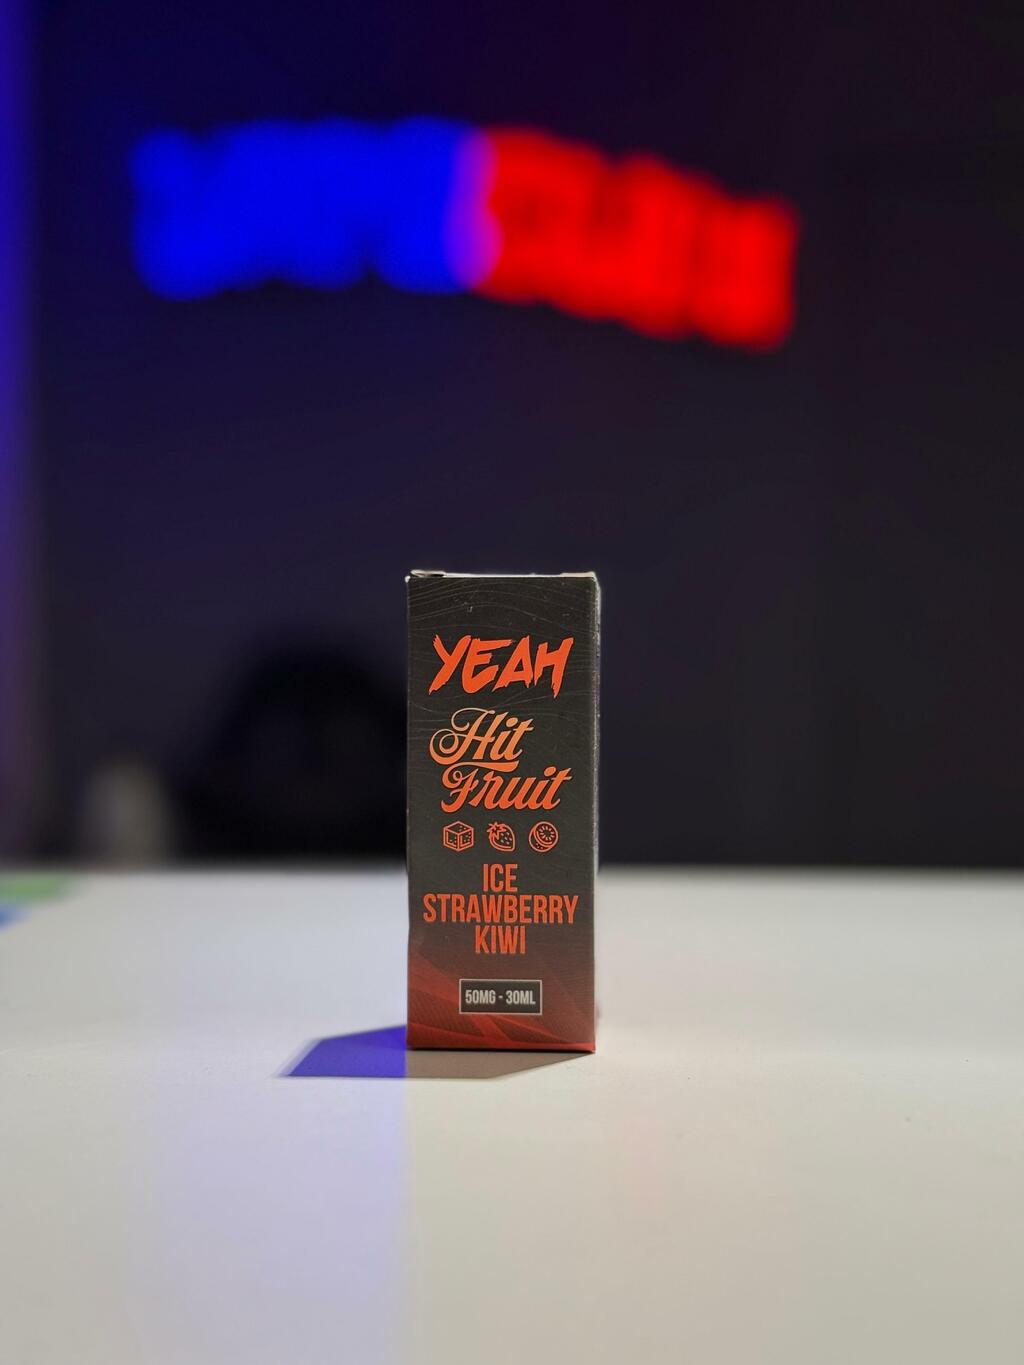 YEAH
Hit
Fruit
ICE
STRAWBERRY
KIWI
50MG - 30ML